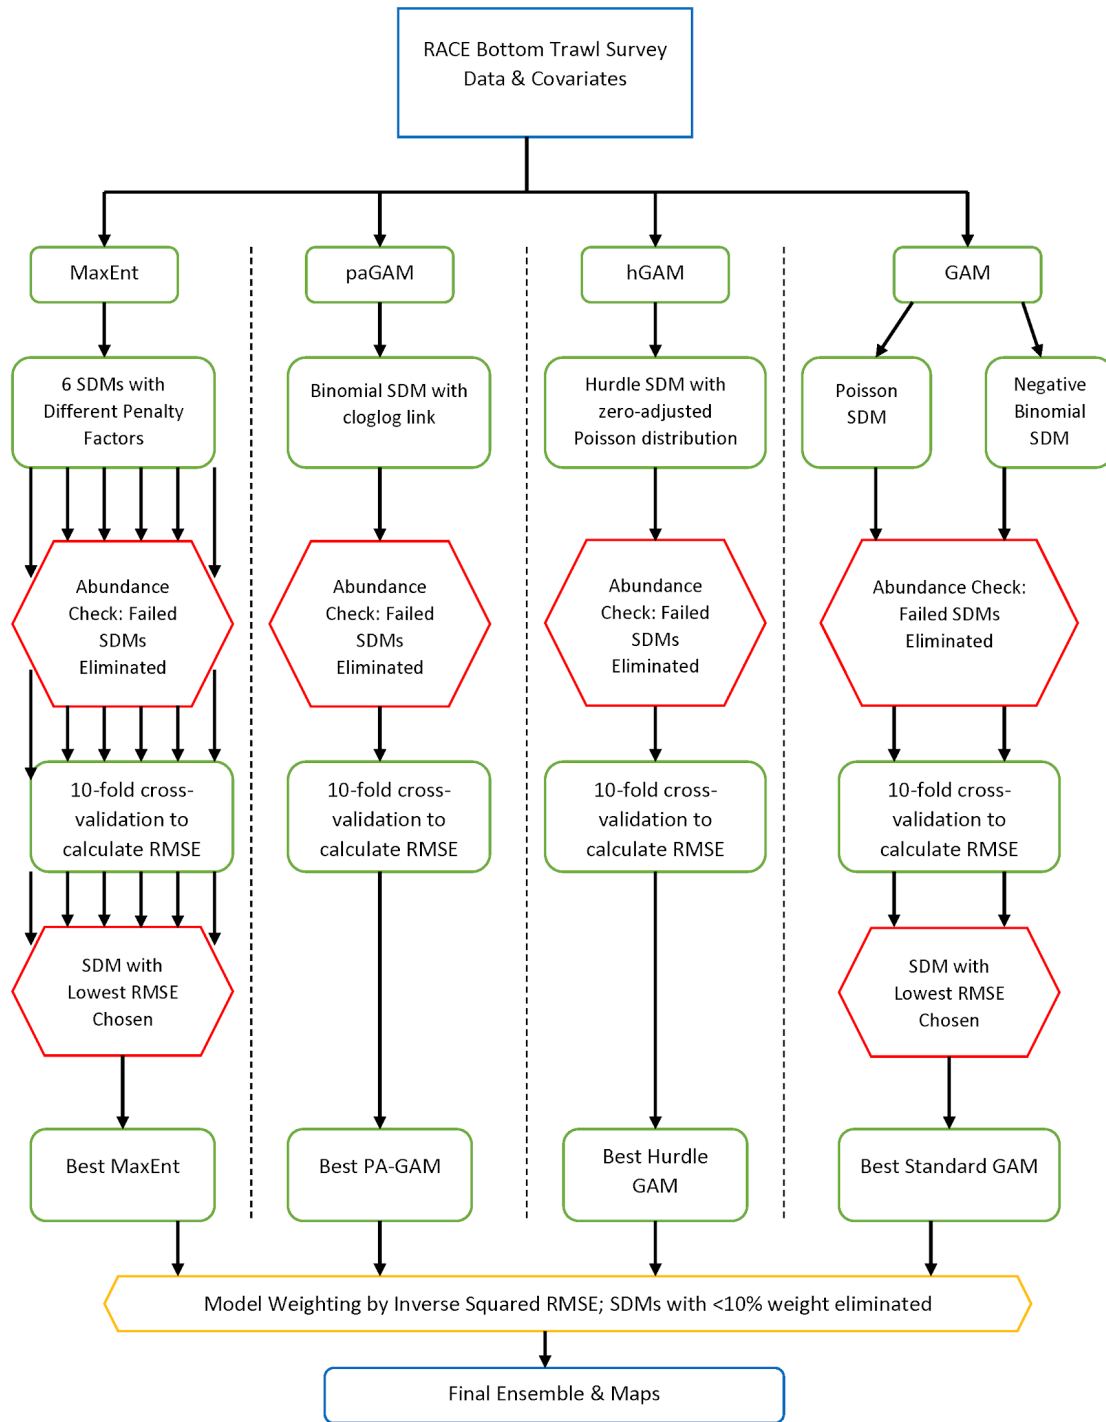 RACE Bottom Trawl Survey
Data & Covariates
MaxEnt
paGAM
hGAM
GAM
6 SDMs with
Different Penalty
Factors
Binomial SDM with
cloglog link
Hurdle SDM with
zero-adjusted
Poisson distribution
Poisson
SDM
Negative
Binomial
SDM
Abundance
Check: Failed
SDMs
Eliminated
Abundance
Check: Failed
SDMs
Eliminated
Abundance
Check: Failed
SDMs
Eliminated
Abundance Check:
Failed SDMs
Eliminated
10-fold cross-
validation to
calculate RMSE
10-fold cross-
validation to
calculate RMSE
10-fold cross-
validation to
calculate RMSE
10-fold cross-
validation to
calculate RMSE
SDM with
Lowest RMSE
Chosen
SDM with
Lowest RMSE
Chosen
Best MaxEnt
Best PA-GAM
Best Hurdle
GAM
Best Standard GAM
Model Weighting by Inverse Squared RMSE; SDMs with <10% weight eliminated
Final Ensemble & Maps